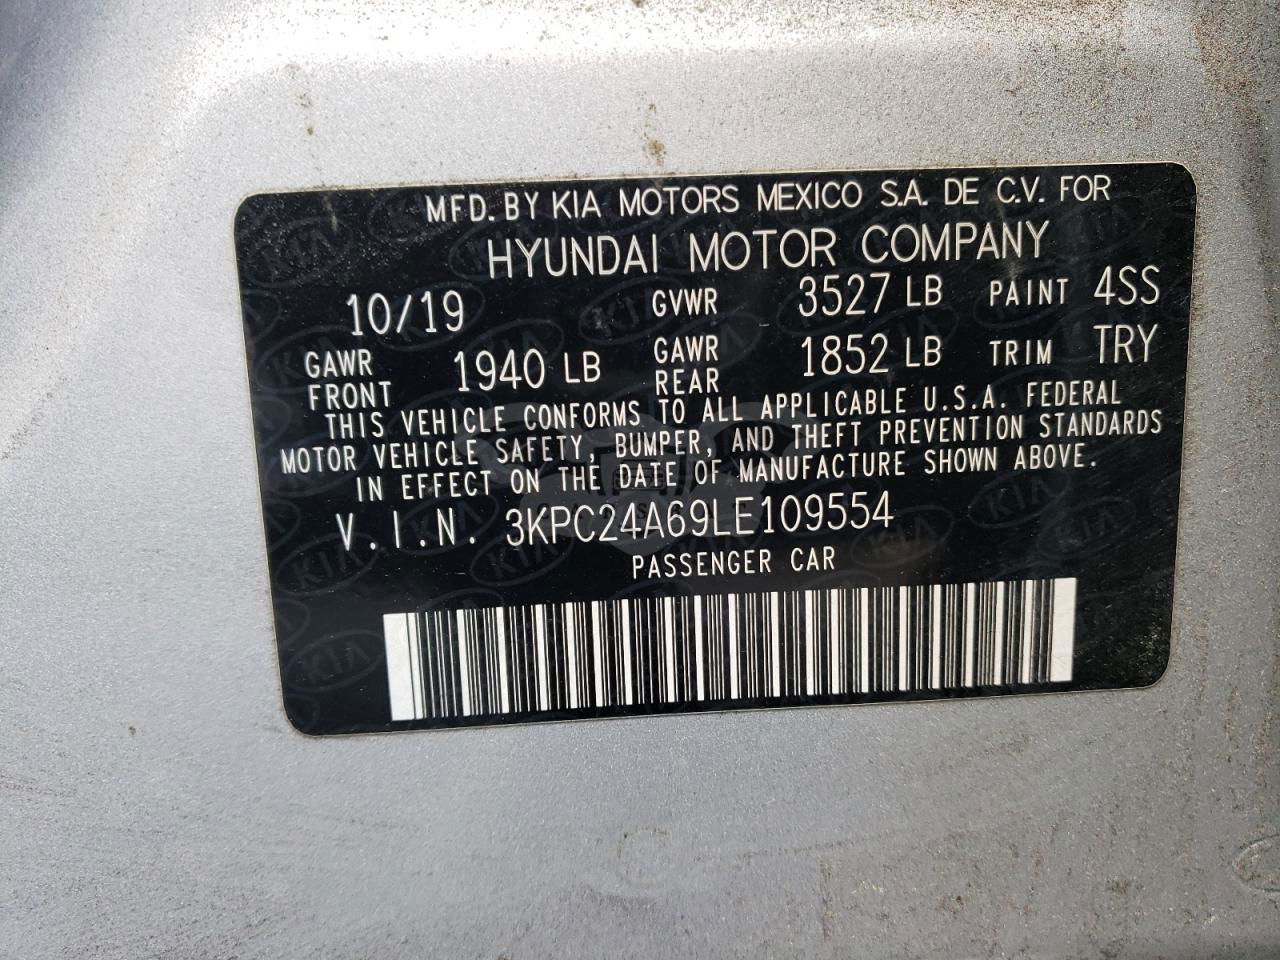 MFD. BY KIA MOTORS MEXICO S.A. DE C.V. FOR
HYUNDAI MOTOR COMPANY
10/19 GVWR 3527 LB PAINT 4SS
GAWR FRONT 1940 LB GAWR REAR 1852 LB TRIM TRY
THIS VEHICLE CONFORMS TO ALL APPLICABLE U.S.A. FEDERAL
MOTOR VEHICLE SAFETY, BUMPER, AND THEFT PREVENTION STANDARDS
IN EFFECT ON THE DATE OF MANUFACTURE SHOWN ABOVE.
V.I.N. 3KPC24A69LE109554
PASSENGER CAR